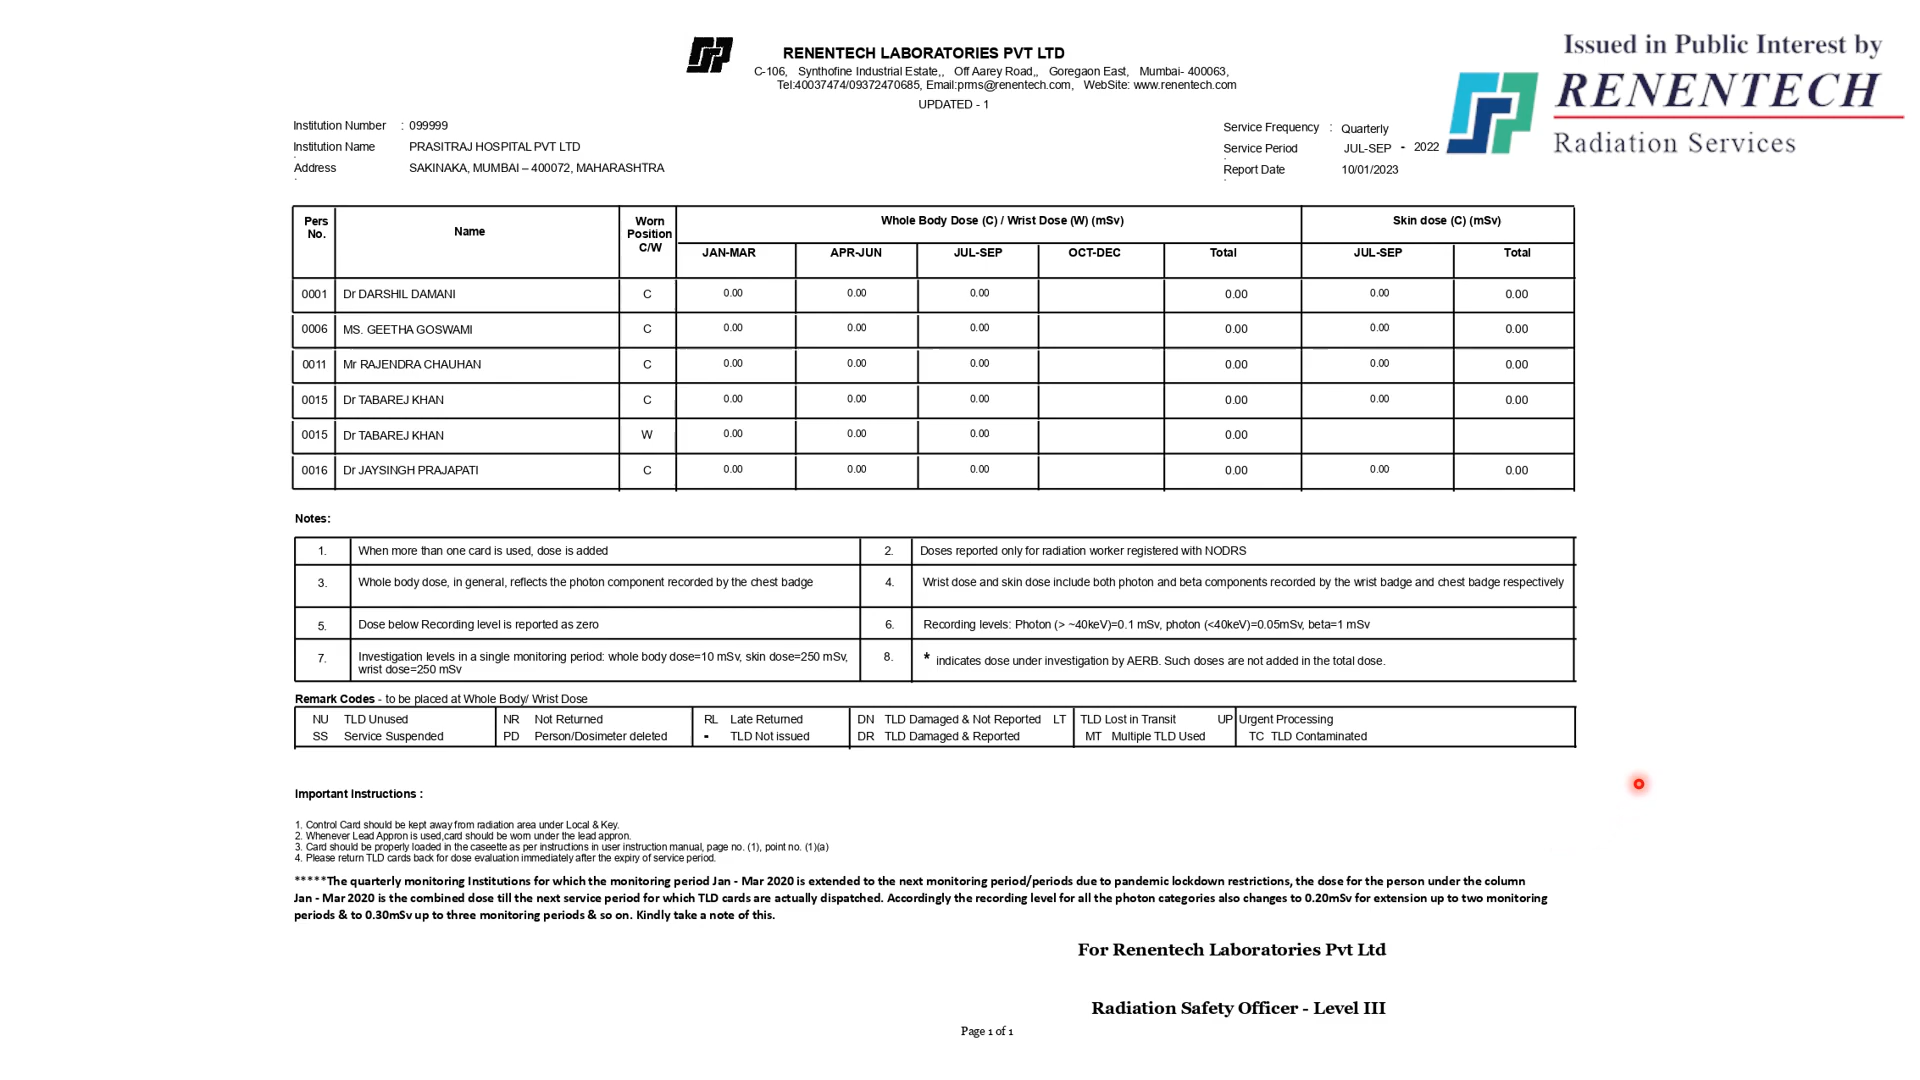 Issued in Public Interest by
RENENTECH
Radiation Services
RENENTECH LABORATORIES PVT LTD
C-106, Synthofine Industrial Estate,, Off Aarey Road,, Goregaon East, Mumbai- 400063,
Tel:40037474/09372470685, Email:prms@renentech.com, WebSite: www.renentech.com
UPDATED - 1
Institution Number : 099999
Institution Name PRASITRAJ HOSPITAL PVT LTD
:
Address SAKINAKA, MUMBAI – 400072, MAHARASHTRA
:
Service Frequency : Quarterly
Service Period JUL-SEP - 2022
:
Report Date 10/01/2023
:
Pers No. Name Worn Position C/W Whole Body Dose (C) / Wrist Dose (W) (mSv) Skin dose (C) (mSv)
JAN-MAR APR-JUN JUL-SEP OCT-DEC Total JUL-SEP Total
0001 Dr DARSHIL DAMANI C 0.00 0.00 0.00 0.00 0.00 0.00
0006 MS. GEETHA GOSWAMI C 0.00 0.00 0.00 0.00 0.00 0.00
0011 Mr RAJENDRA CHAUHAN C 0.00 0.00 0.00 0.00 0.00 0.00
0015 Dr TABAREJ KHAN C 0.00 0.00 0.00 0.00 0.00 0.00
0015 Dr TABAREJ KHAN W 0.00 0.00 0.00 0.00
0016 Dr JAYSINGH PRAJAPATI C 0.00 0.00 0.00 0.00 0.00 0.00
Notes:
1. When more than one card is used, dose is added
2. Doses reported only for radiation worker registered with NODRS
3. Whole body dose, in general, reflects the photon component recorded by the chest badge
4. Wrist dose and skin dose include both photon and beta components recorded by the wrist badge and chest badge respectively
5. Dose below Recording level is reported as zero
6. Recording levels: Photon (> ~40keV)=0.1 mSv, photon (<40keV)=0.05mSv, beta=1 mSv
7. Investigation levels in a single monitoring period: whole body dose=10 mSv, skin dose=250 mSv,
wrist dose=250 mSv
8. * indicates dose under investigation by AERB. Such doses are not added in the total dose.
Remark Codes - to be placed at Whole Body/ Wrist Dose
NU TLD Unused NR Not Returned RL Late Returned DN TLD Damaged & Not Reported LT TLD Lost in Transit UP Urgent Processing
SS Service Suspended PD Person/Dosimeter deleted - TLD Not issued DR TLD Damaged & Reported MT Multiple TLD Used TC TLD Contaminated
Important Instructions :
1. Control Card should be kept away from radiation area under Local & Key.
2. Whenever Lead Appron is used,card should be worn under the lead appron.
3. Card should be properly loaded in the caseette as per instructions in user instruction manual, page no. (1), point no. (1)(a)
4. Please return TLD cards back for dose evaluation immediately after the expiry of service period.
*****The quarterly monitoring Institutions for which the monitoring period Jan - Mar 2020 is extended to the next monitoring period/periods due to pandemic lockdown restrictions, the dose for the person under the column
Jan - Mar 2020 is the combined dose till the next service period for which TLD cards are actually dispatched. Accordingly the recording level for all the photon categories also changes to 0.20mSv for extension up to two monitoring
periods & to 0.30mSv up to three monitoring periods & so on. Kindly take a note of this.
For Renentech Laboratories Pvt Ltd
Radiation Safety Officer - Level III
Page 1 of 1